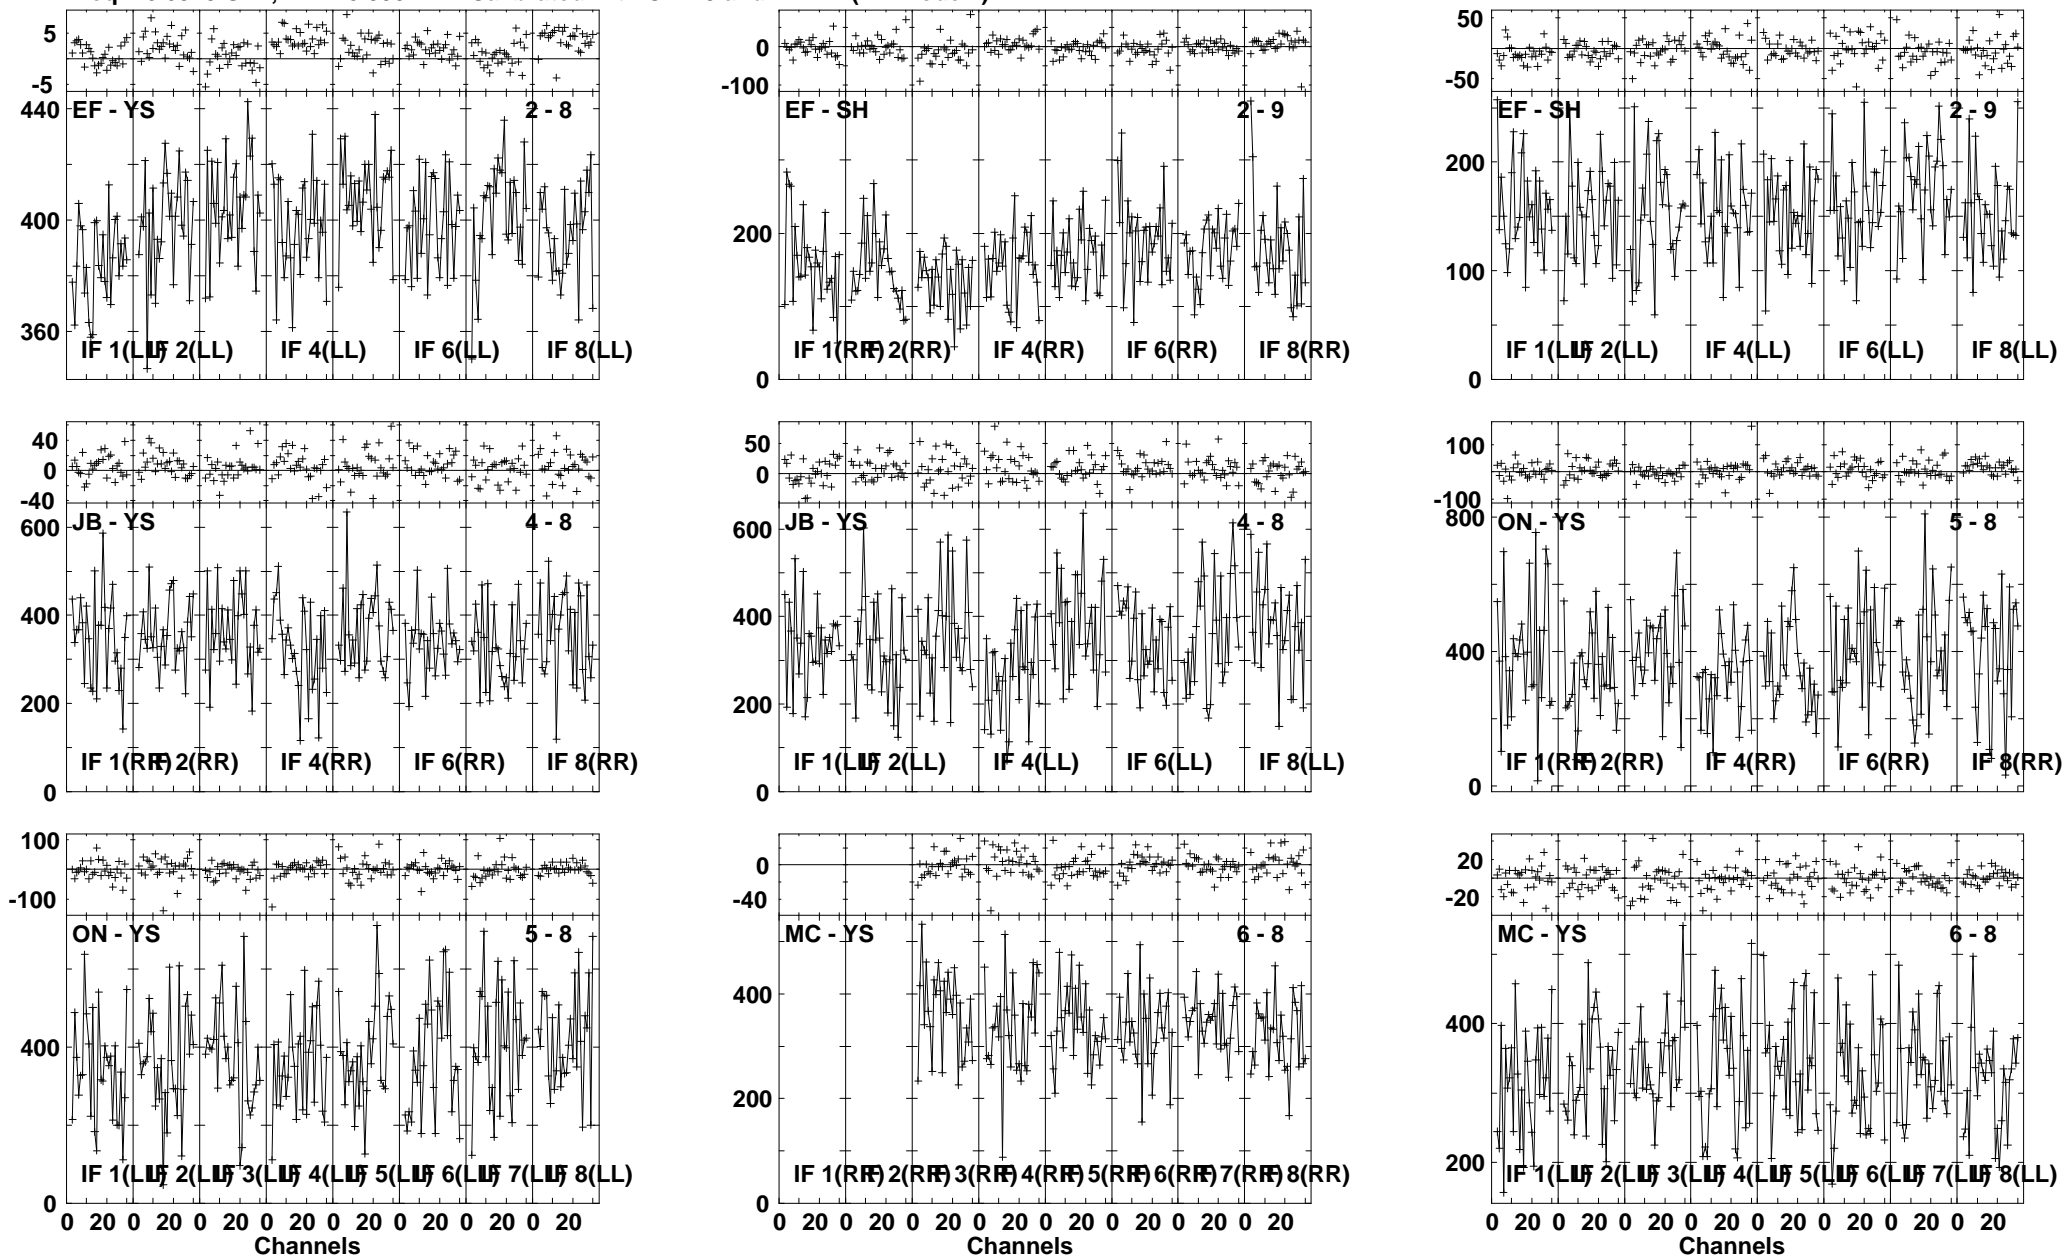 5
-5
EF - YS 2 - 8
440
400
360
IF 1(LL) IF 2(LL) IF 4(LL) IF 6(LL) IF 8(LL)
0
-100
EF - SH 2 - 9
200
0
IF 1(RR) IF 2(RR) IF 4(RR) IF 6(RR) IF 8(RR)
50
-50
EF - SH 2 - 9
200
100
0
IF 1(LL) IF 2(LL) IF 4(LL) IF 6(LL) IF 8(LL)
40
0
-40
JB - YS 4 - 8
600
400
200
0
IF 1(RR) IF 2(RR) IF 4(RR) IF 6(RR) IF 8(RR)
50
0
JB - YS 4 - 8
600
400
200
0
IF 1(LL) IF 2(LL) IF 4(LL) IF 6(LL) IF 8(LL)
100
-100
ON - YS 5 - 8
800
400
0
IF 1(RR) IF 2(RR) IF 4(RR) IF 6(RR) IF 8(RR)
100
-100
ON - YS 5 - 8
400
0
IF 1(LL) IF 2(LL) IF 3(LL) IF 4(LL) IF 5(LL) IF 6(LL) IF 7(LL) IF 8(LL)
0 20 0 20 0 20 0 20 0 20 0 20 0 20 0 20
Channels
0
-40
MC - YS 6 - 8
400
200
0
IF 1(RR) IF 2(RR) IF 3(RR) IF 4(RR) IF 5(RR) IF 6(RR) IF 7(RR) IF 8(RR)
0 20 0 20 0 20 0 20 0 20 0 20 0 20 0 20
Channels
20
-20
MC - YS 6 - 8
400
200
IF 1(LL) IF 2(LL) IF 3(LL) IF 4(LL) IF 5(LL) IF 6(LL) IF 7(LL) IF 8(LL)
0 20 0 20 0 20 0 20 0 20 0 20 0 20 0 20
Channels